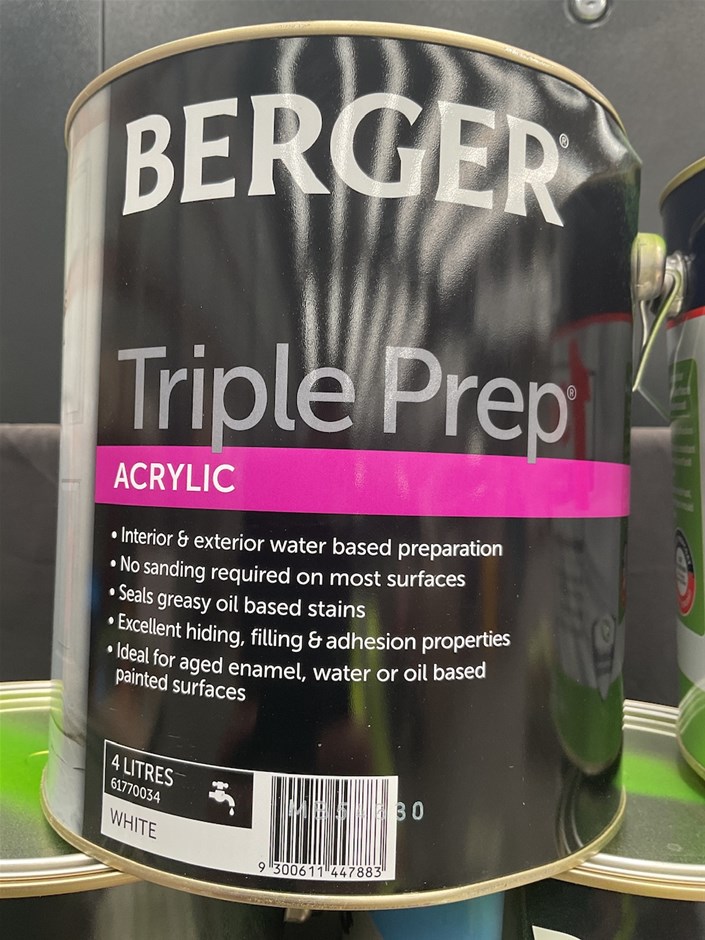 BERGER®
Triple Prep®
ACRYLIC
• Interior & exterior water based preparation
• No sanding required on most surfaces
• Seals greasy oil based stains
• Excellent hiding, filling & adhesion properties
• Ideal for aged enamel, water or oil based
painted surfaces
4 LITRES
61770034
WHITE
9 300611 447883